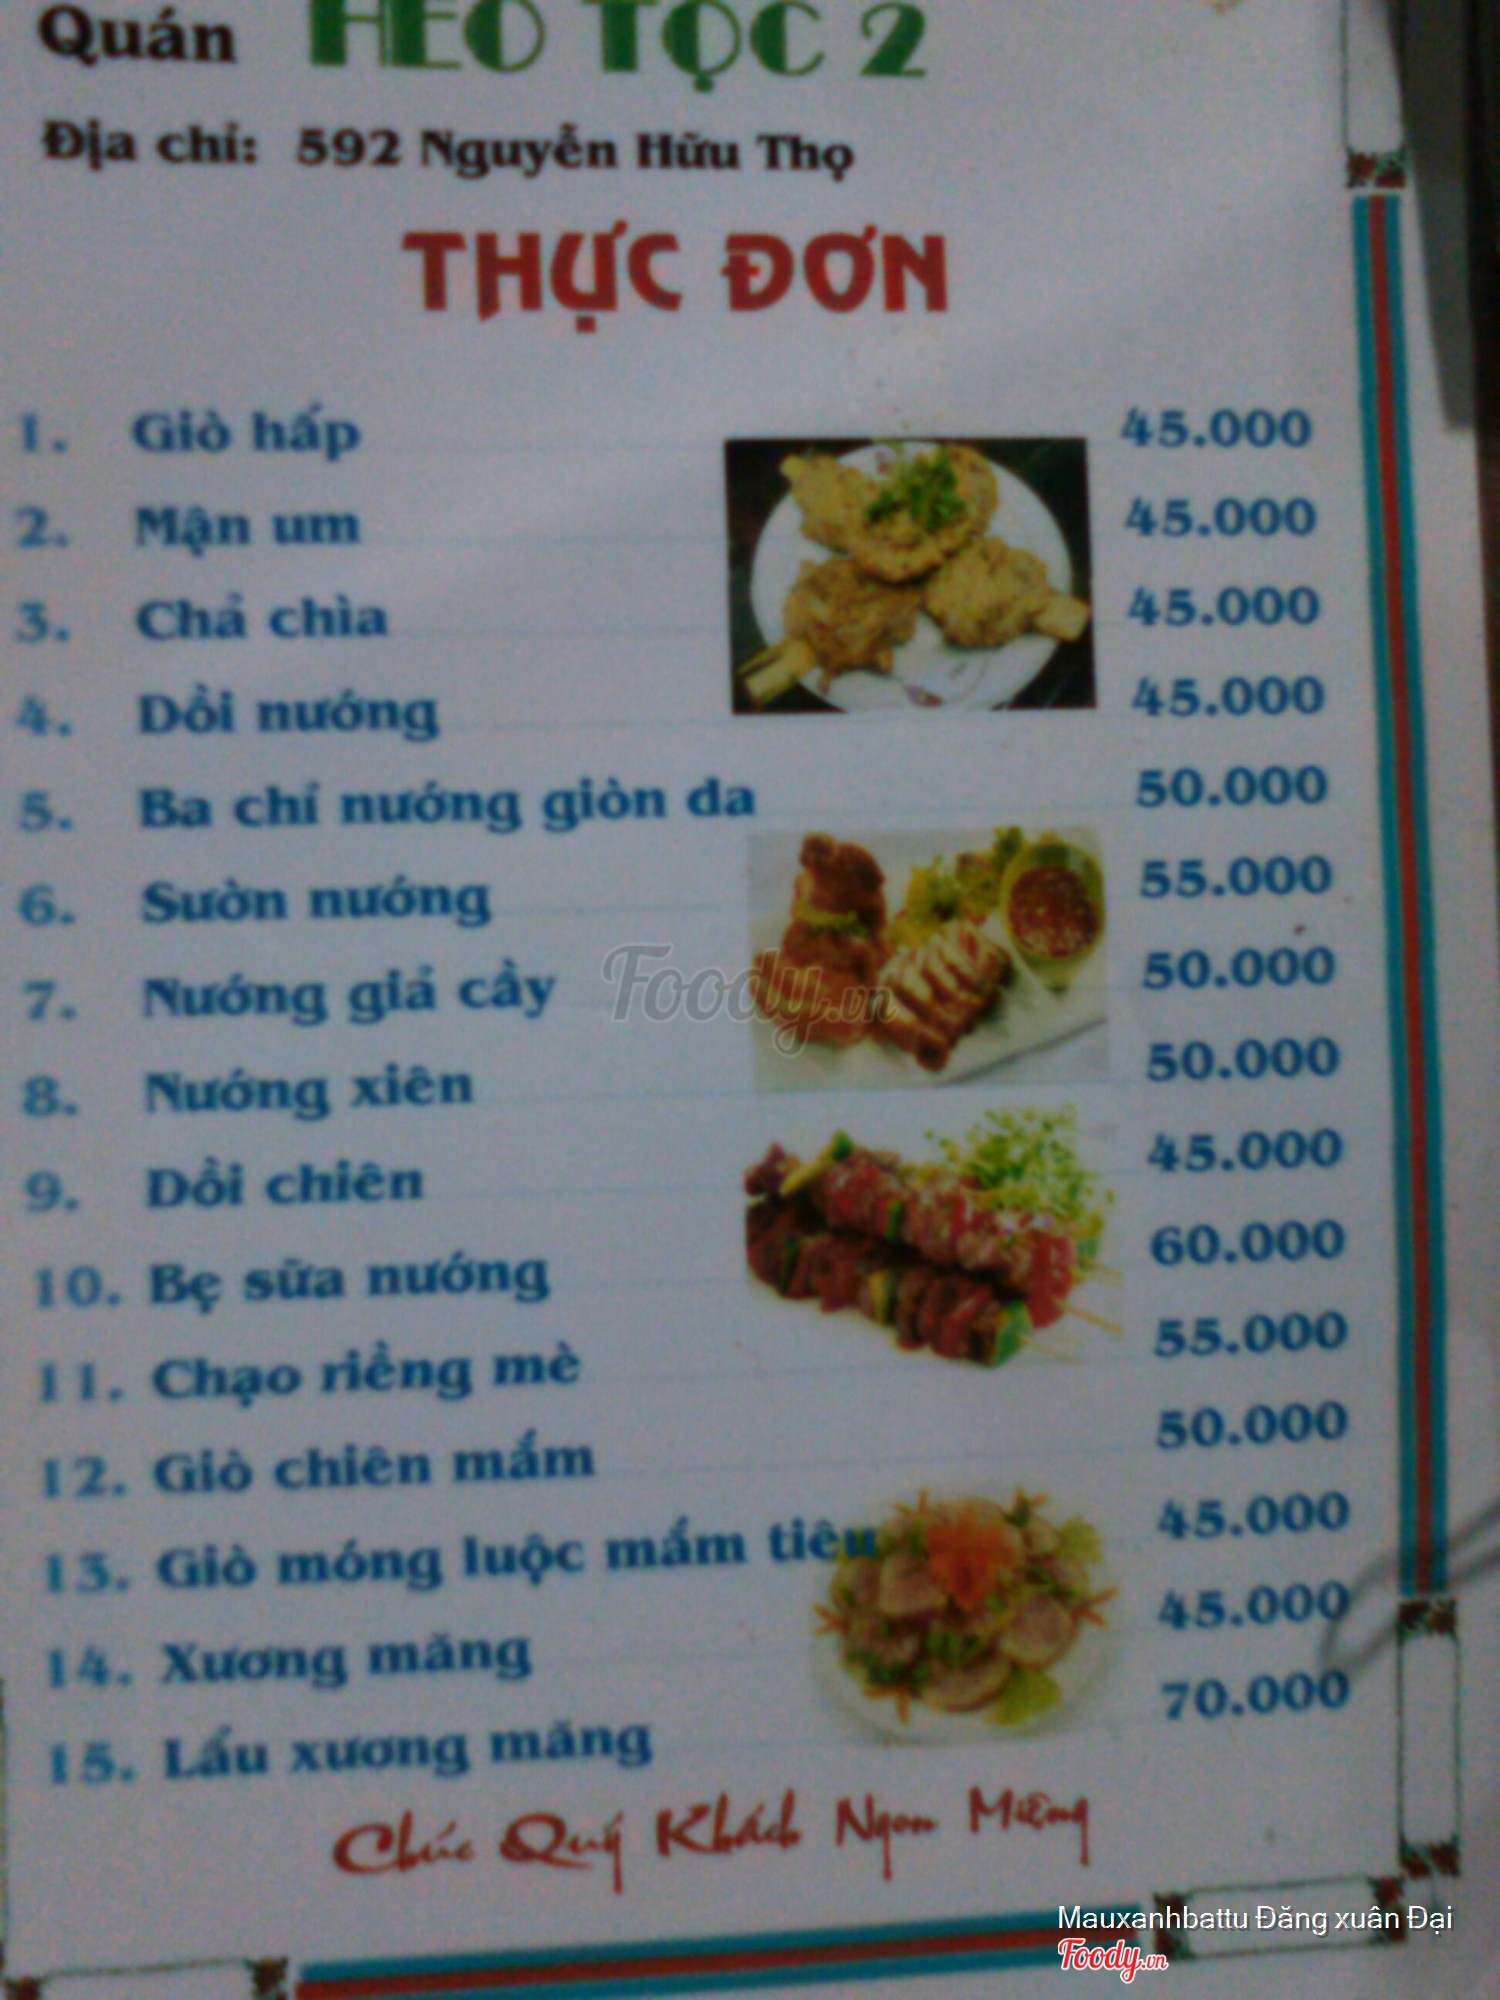 Quán HEO TỌC 2
Địa chỉ: 592 Nguyễn Hữu Thọ
THỰC ĐƠN
1. Giò hấp 45.000
2. Mận um 45.000
3. Chả chìa 45.000
4. Dồi nướng 45.000
5. Ba chỉ nướng giòn da 50.000
6. Sườn nướng 55.000
7. Nướng giả cầy 50.000
8. Nướng xiên 50.000
9. Dồi chiên 45.000
10. Bẹ sữa nướng 60.000
11. Chạo riềng mè 55.000
12. Giò chiên mắm 50.000
13. Giò móng luộc mắm tiêu 45.000
14. Xương măng 45.000
15. Lẩu xương măng 70.000
Chúc Quý Khách Ngon Miệng
Foody.vn
Mauxanhbattu Đăng xuân Đại
Foody.vn